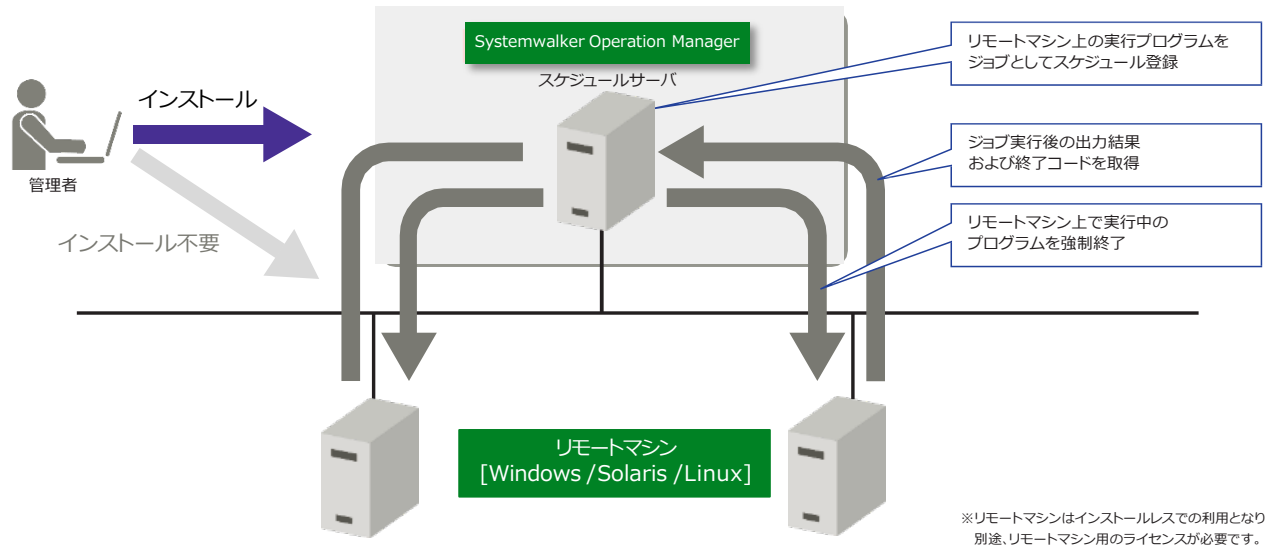 Systemwalker Operation Manager
スケジュールサーバ
インストール
管理者
インストール不要
リモートマシン上の実行プログラムを
ジョブとしてスケジュール登録
ジョブ実行後の出力結果
および終了コードを取得
リモートマシン上で実行中の
プログラムを強制終了
リモートマシン
[Windows /Solaris /Linux]
※リモートマシンはインストールレスでの利用となり
別途、リモートマシン用のライセンスが必要です。